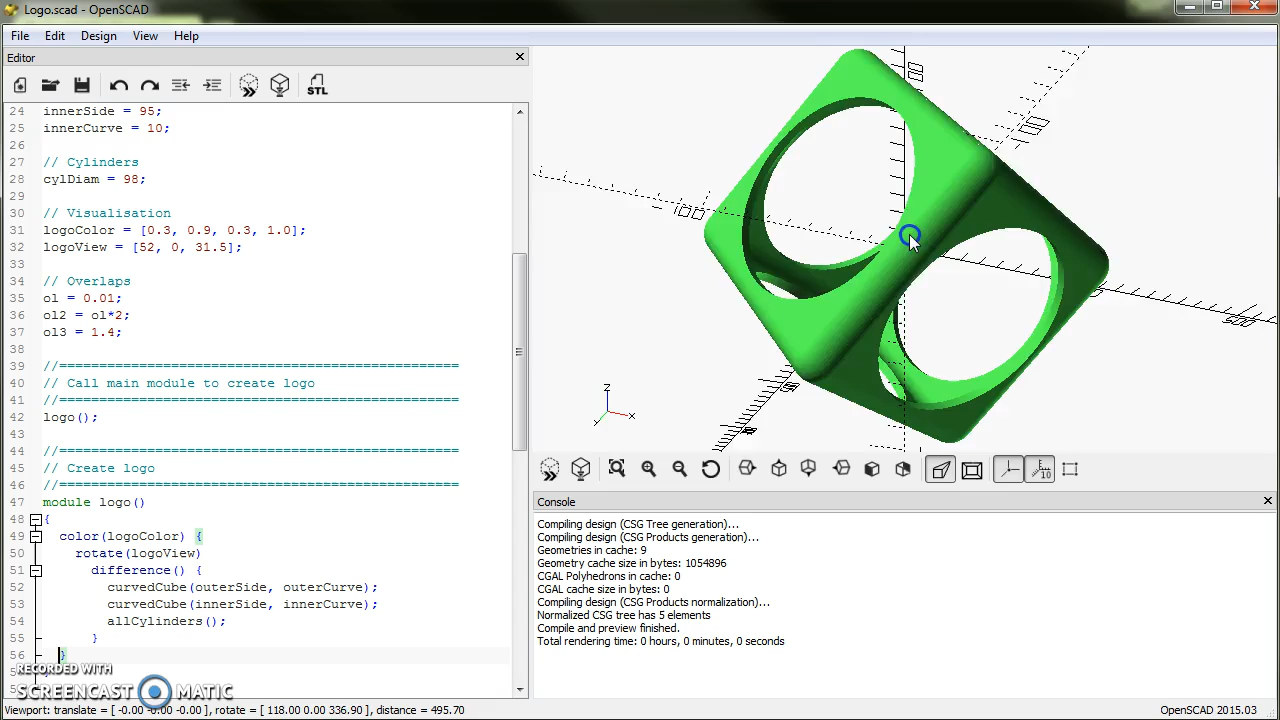 Logo.scad - OpenSCAD
File Edit Design View Help
Editor
STL
24 innerSide = 95;
25 innerCurve = 10;
26
27 // Cylinders
28 cylDiam = 98;
29
30 // Visualisation
31 logoColor = [0.3, 0.9, 0.3, 1.0];
32 logoView = [52, 0, 31.5];
33
34 // Overlaps
35 ol = 0.01;
36 ol2 = ol*2;
37 ol3 = 1.4;
38
39 //==================================================
40 // Call main module to create logo
41 //==================================================
42 logo();
43
44 //==================================================
45 // Create logo
46 //==================================================
47 module logo()
48 {
49 color(logoColor) {
50 rotate(logoView)
51 difference() {
52 curvedCube(outerSide, outerCurve);
53 curvedCube(innerSide, innerCurve);
54 allCylinders();
55 }
56 }
RECORDED WITH
SCREENCAST MATIC
100
z
x
y
10
Console
Compiling design (CSG Tree generation)...
Compiling design (CSG Products generation)...
Geometries in cache: 9
Geometry cache size in bytes: 1054896
CGAL Polyhedrons in cache: 0
CGAL cache size in bytes: 0
Compiling design (CSG Products normalization)...
Normalized CSG tree has 5 elements
Compile and preview finished.
Total rendering time: 0 hours, 0 minutes, 0 seconds
Viewport: translate = [ -0.00 -0.00 -0.00 ], rotate = [ 118.00 0.00 336.90 ], distance = 495.70
OpenSCAD 2015.03